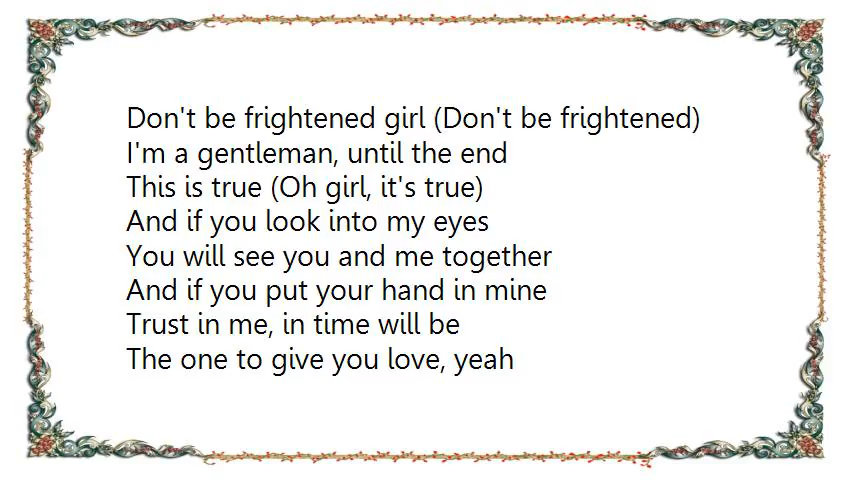 Don't be frightened girl (Don't be frightened)
I'm a gentleman, until the end
This is true (Oh girl, it's true)
And if you look into my eyes
You will see you and me together
And if you put your hand in mine
Trust in me, in time will be
The one to give you love, yeah